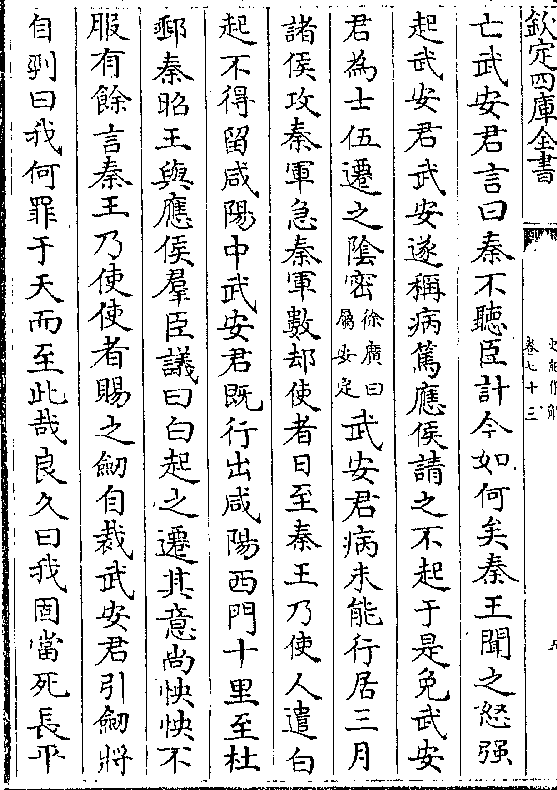 欽定四庫全書
卷七十三
亡武安君言曰秦不聽臣計今如何矣秦王聞之怒强
起武安君武安遂稱病篤應侯請之不起于是免武安
君為士伍遷之陰密徐廣曰屬安定武安君病未能行居三月
諸侯攻秦軍急秦軍數却使者日至秦王乃使人遣白
起不得留咸陽中武安君既行出咸陽西門十里至杜
郵秦昭王與應侯羣臣議曰白起之遷其意尚怏怏不
服有餘言秦王乃使使者賜之劒自裁武安君引劒將
自剄曰我何罪于天而至此哉良久曰我固當死長平